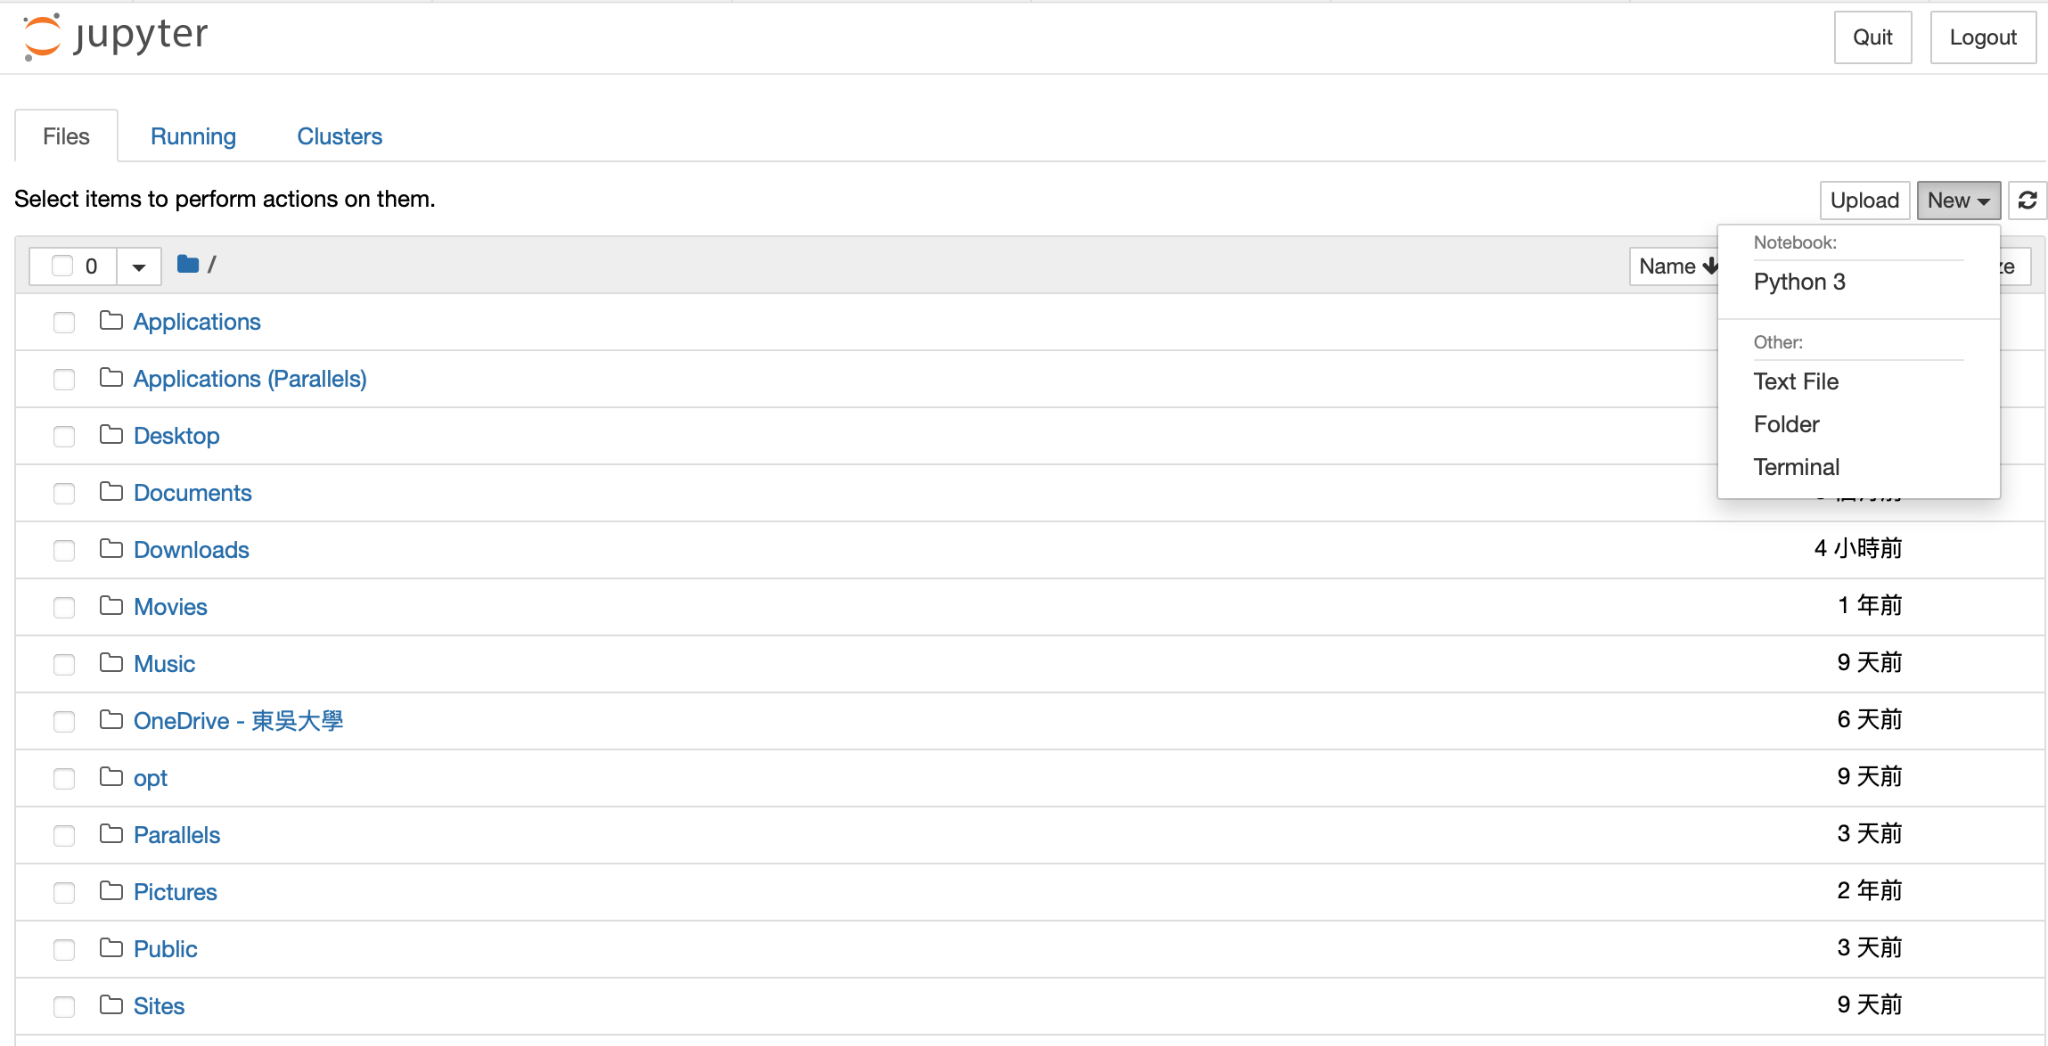 jupyter
Quit
Logout
Files
Running
Clusters
Select items to perform actions on them.
Upload
New
0
/
Name
Notebook:
Python 3
Other:
Text File
Folder
Terminal
Applications
Applications (Parallels)
Desktop
Documents
Downloads
4 小時前
Movies
1 年前
Music
9 天前
OneDrive - 東吳大學
6 天前
opt
9 天前
Parallels
3 天前
Pictures
2 年前
Public
3 天前
Sites
9 天前